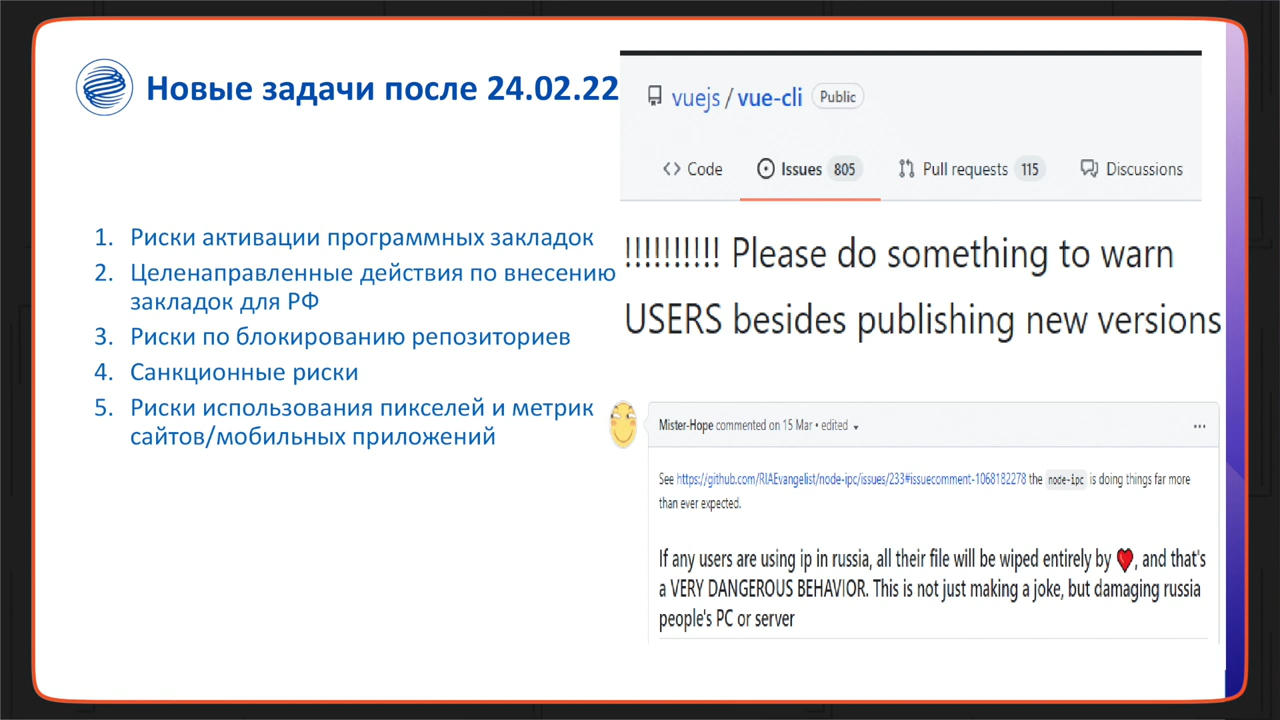 Новые задачи после 24.02.22
1. Риски активации программных закладок
2. Целенаправленные действия по внесению
закладок для РФ
3. Риски по блокированию репозиториев
4. Санкционные риски
5. Риски использования пикселей и метрик
сайтов/мобильных приложений
vuejs / vue-cli Public
Code Issues 805 Pull requests 115 Discussions
!!!!!!!!!! Please do something to warn
USERS besides publishing new versions
Mister-Hope commented on 15 Mar • edited
See https://github.com/RIAEvangelist/node-ipc/issues/233#issuecomment-1068182278 the node-ipc is doing things far more
than ever expected.
If any users are using ip in russia, all their file will be wiped entirely by ❤, and that's
a VERY DANGEROUS BEHAVIOR. This is not just making a joke, but damaging russia
people's PC or server